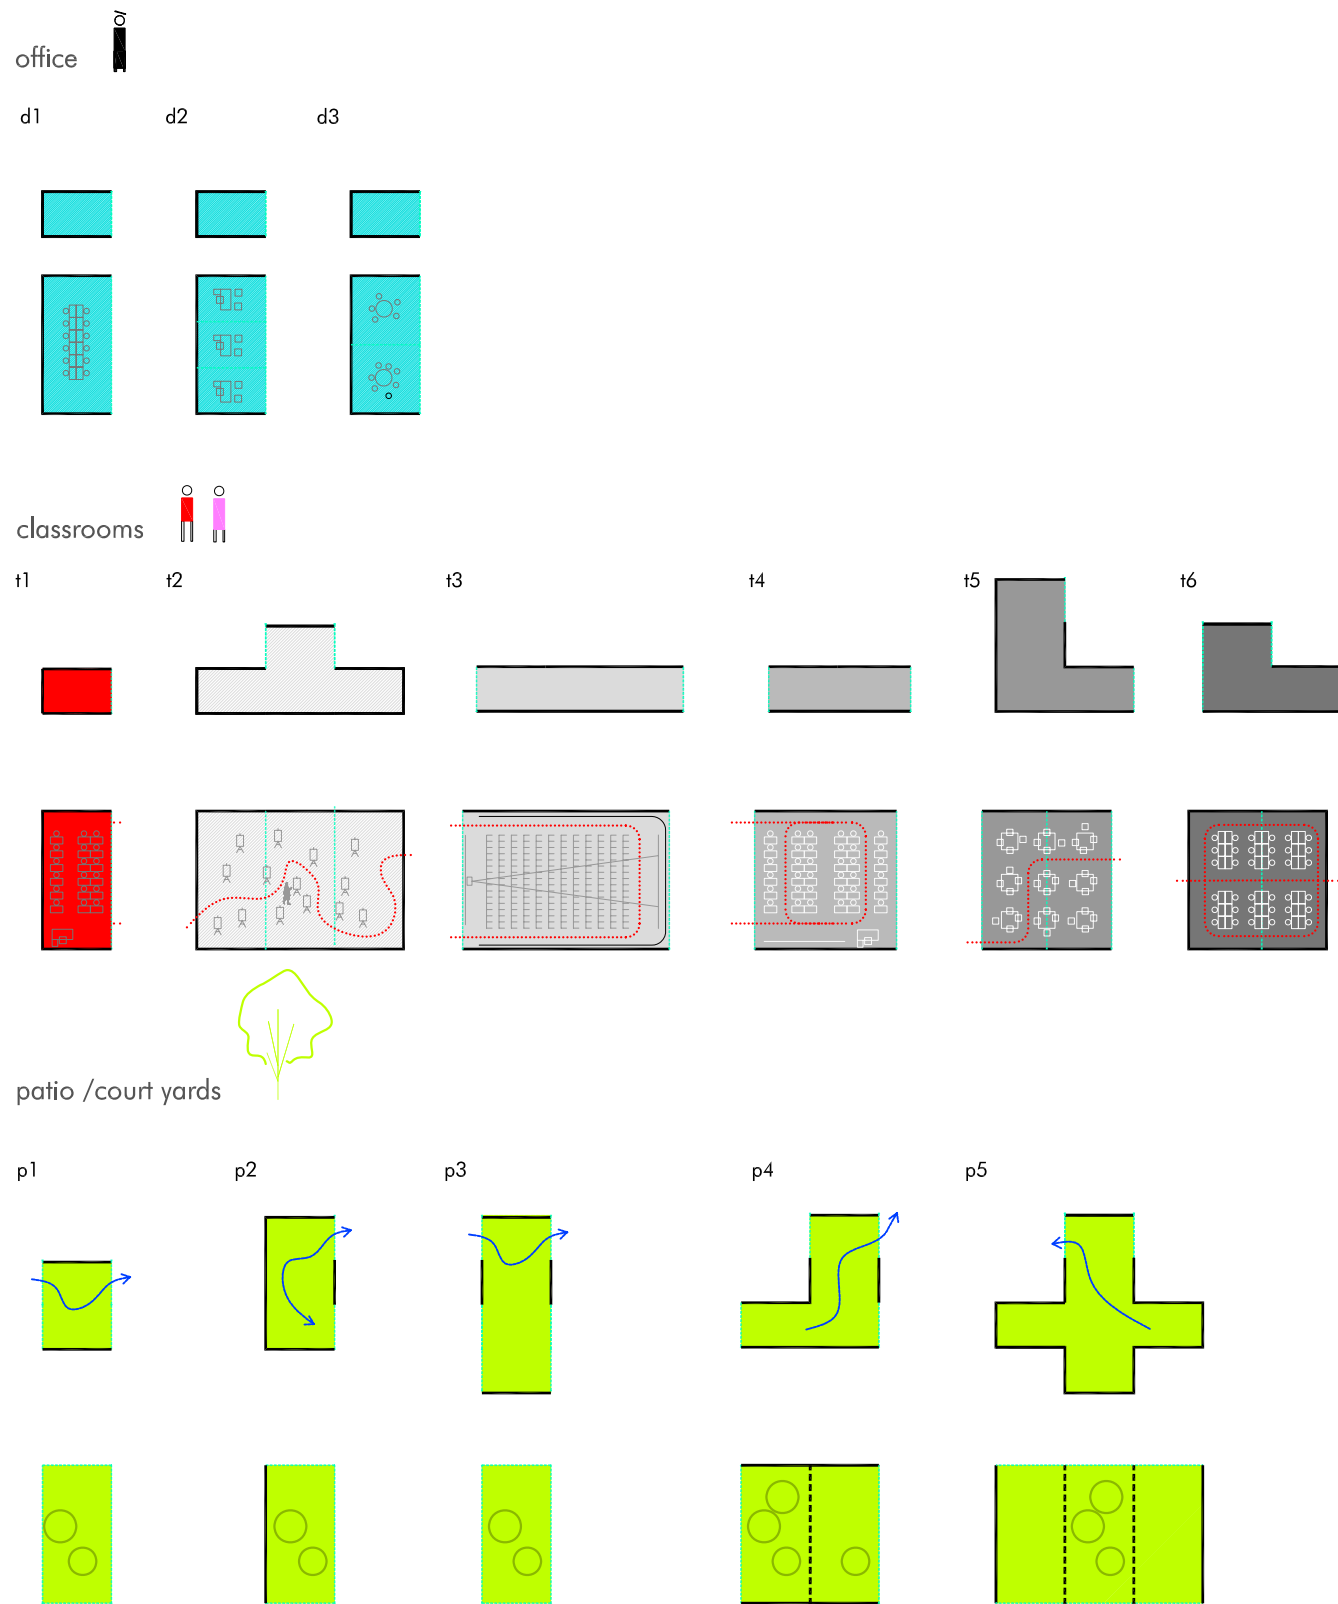 office
d1 d2 d3
classrooms
t1 t2 t3 t4 t5 t6
patio /court yards
p1 p2 p3 p4 p5